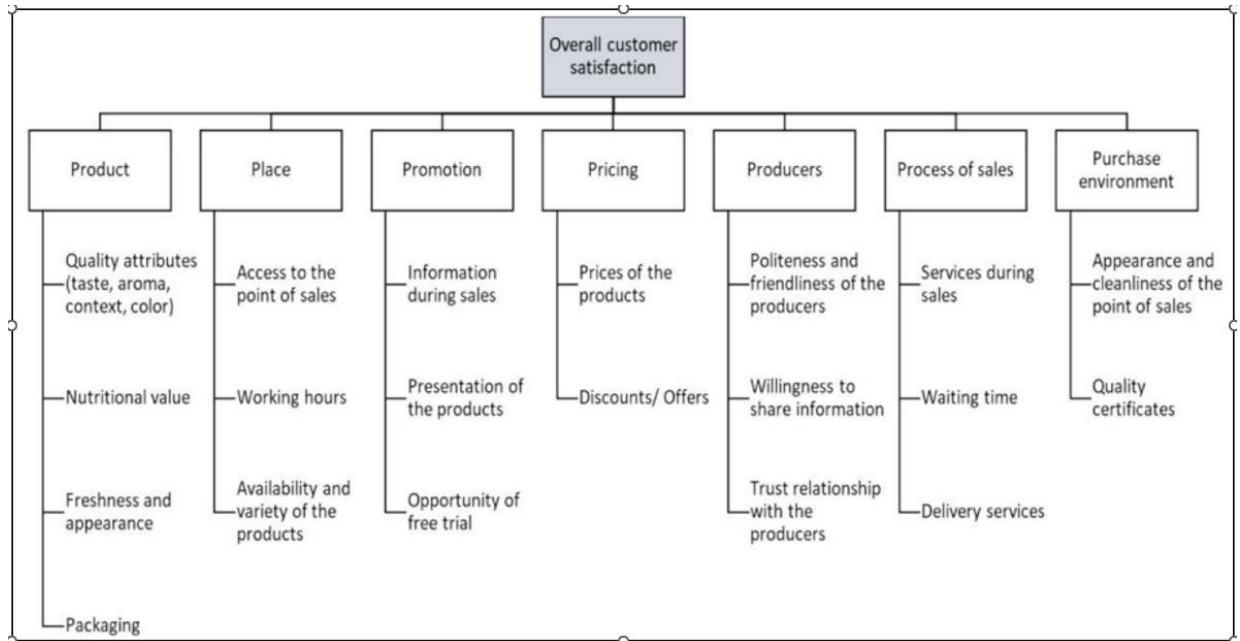 Overall customer
satisfaction
Product
Place
Promotion
Pricing
Producers
Process of sales
Purchase
environment
Quality attributes
(taste, aroma,
context, color)
Nutritional value
Freshness and
appearance
Packaging
Access to the
point of sales
Working hours
Availability and
variety of the
products
Information
during sales
Presentation of
the products
Opportunity of
free trial
Prices of the
products
Discounts/ Offers
Politeness and
friendliness of the
producers
Willingness to
share information
Trust relationship
with the
producers
Services during
sales
Waiting time
Delivery services
Appearance and
cleanliness of the
point of sales
Quality
certificates